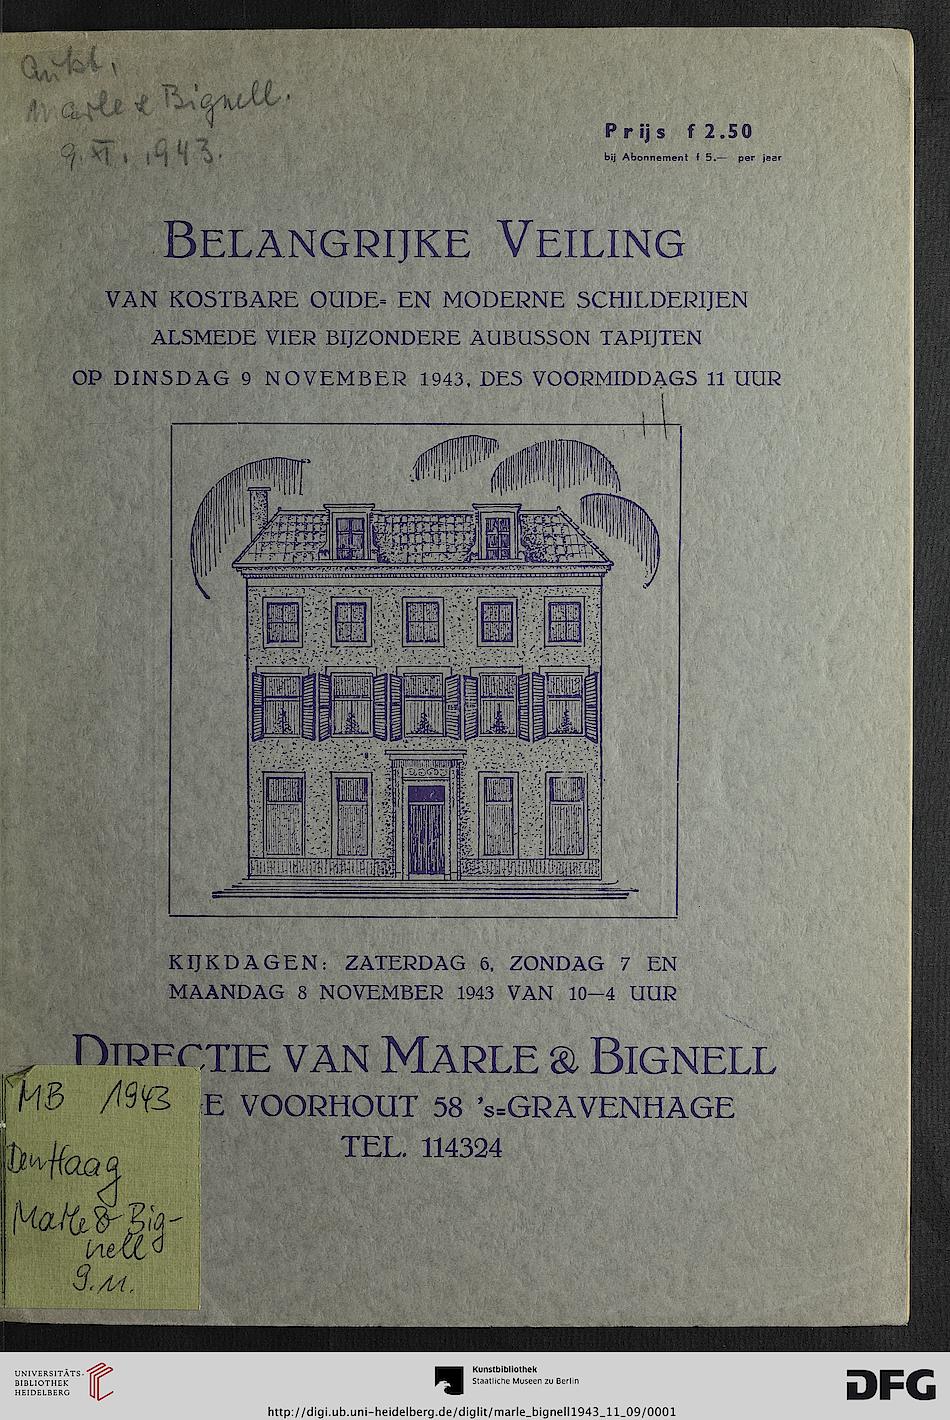 Aukt.
Marle & Bignell.
9. XI. 1943.
Prijs f 2.50
bij Abonnement f 5.— per jaar
BELANGRIJKE VEILING
VAN KOSTBARE OUDE= EN MODERNE SCHILDERIJEN
ALSMEDE VIER BIJZONDERE AUBUSSON TAPIJTEN
OP DINSDAG 9 NOVEMBER 1943, DES VOORMIDDAGS 11 UUR
KIJKDAGEN: ZATERDAG 6, ZONDAG 7 EN
MAANDAG 8 NOVEMBER 1943 VAN 10—4 UUR
DIRECTIE VAN MARLE & BIGNELL
E VOORHOUT 58 's=GRAVENHAGE
TEL. 114324
MB 1943
Den Haag
Marle & Big-
nell
9.11.
UNIVERSITÄTS-
BIBLIOTHEK
HEIDELBERG
Kunstbibliothek
Staatliche Museen zu Berlin
DFG
http://digi.ub.uni-heidelberg.de/diglit/marle_bignell1943_11_09/0001